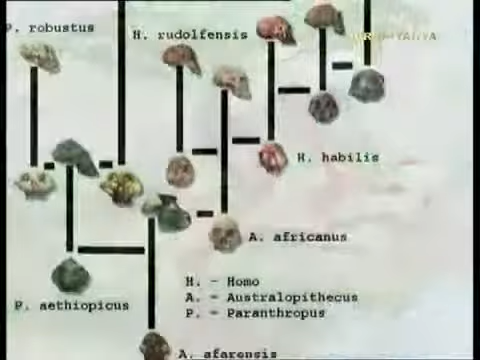 P. robustus
H. rudolfensis
H. habilis
A. africanus
H. - Homo
A. - Australopithecus
P. - Paranthropus
P. aethiopicus
A. afarensis